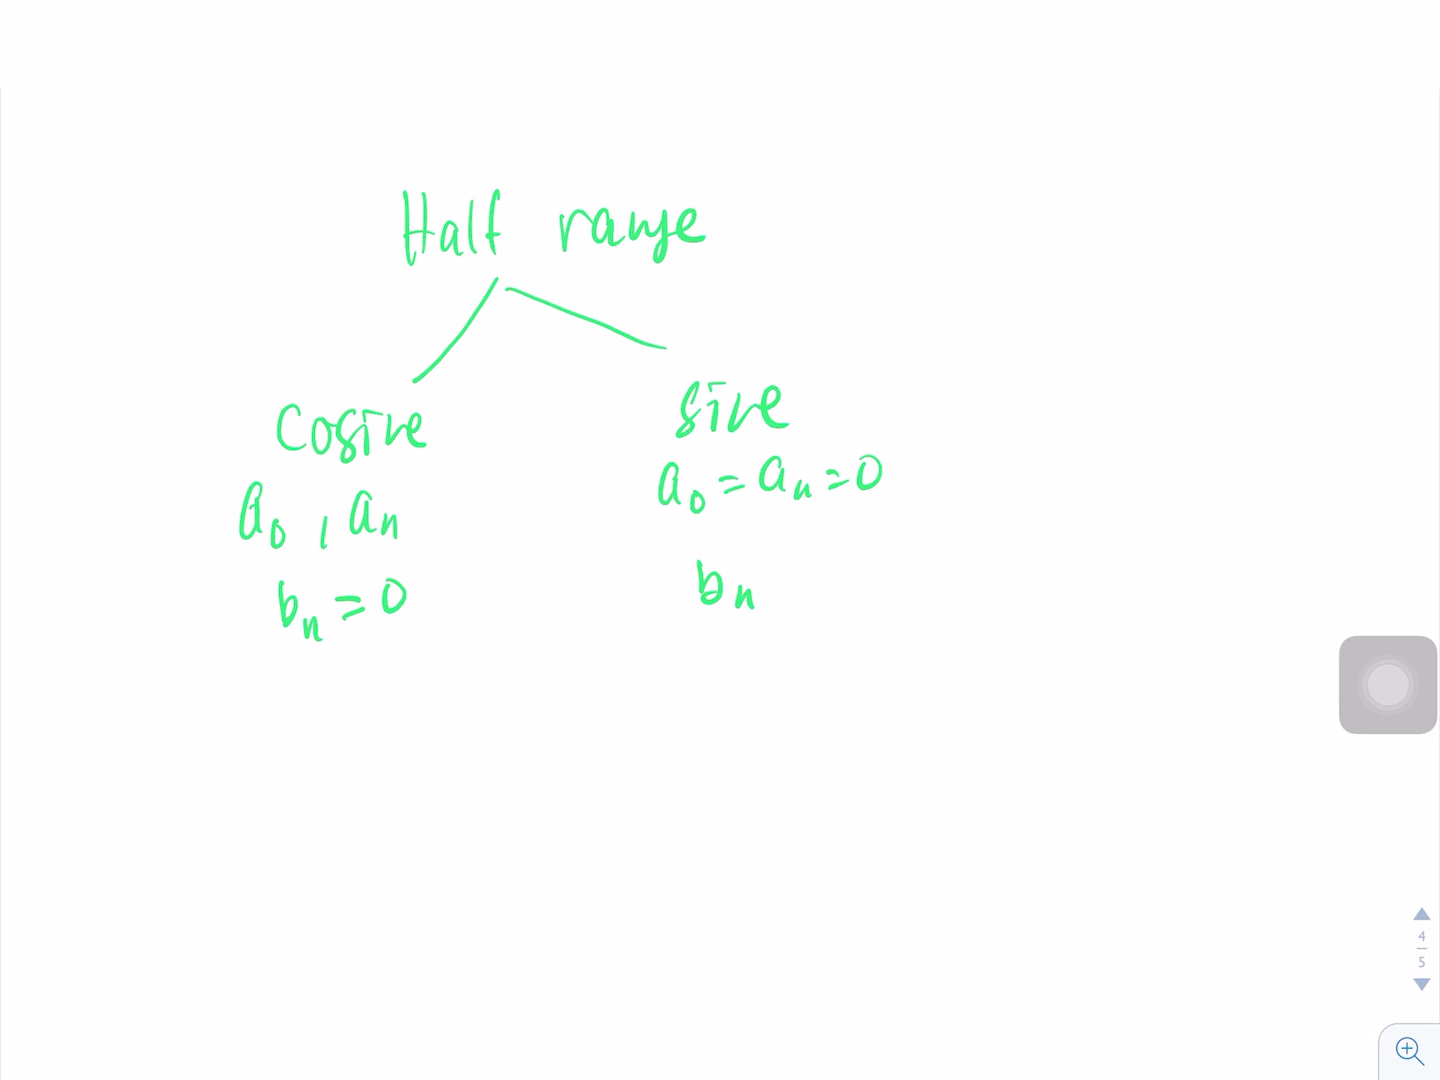 Half range
Cosine
sine
a₀ , aₙ
a₀ = aₙ = 0
bₙ = 0
bₙ
4
5